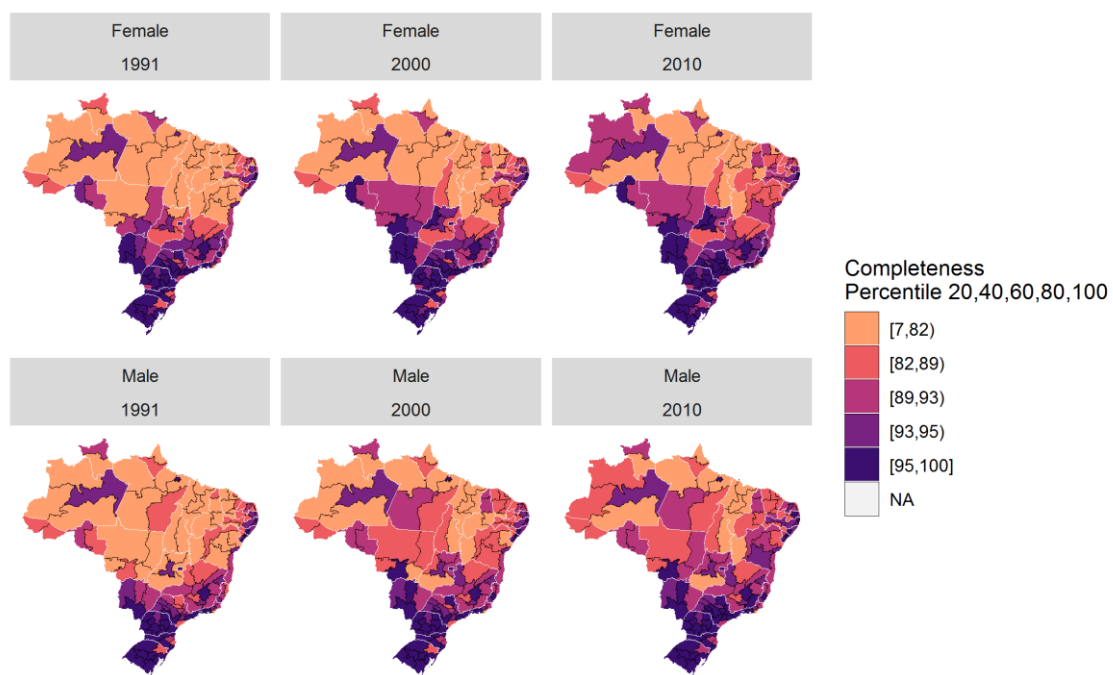 Female
1991
Female
2000
Female
2010
Male
1991
Male
2000
Male
2010
Completeness
Percentile 20,40,60,80,100
[7,82)
[82,89)
[89,93)
[93,95)
[95,100]
NA